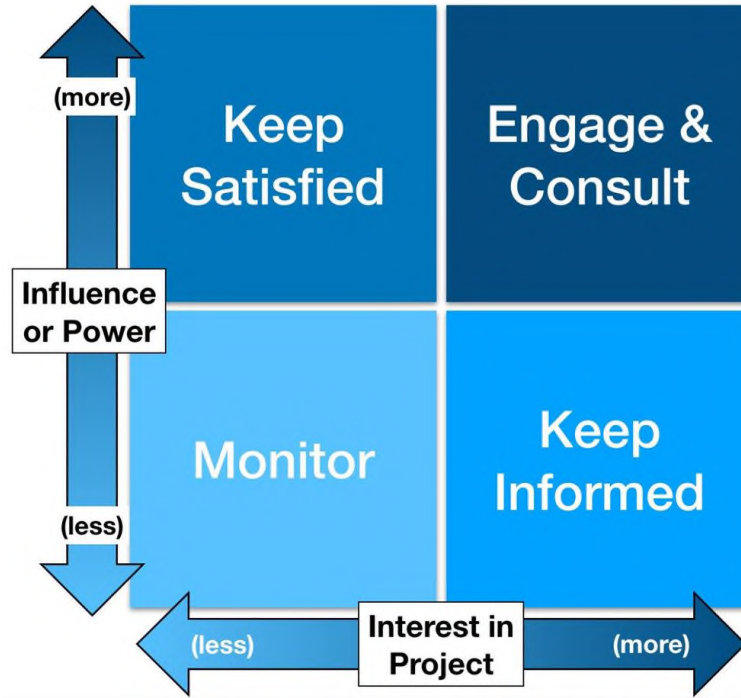 (more)
Keep
Satisfied
Engage &
Consult
Influence
or Power
Monitor
Keep
Informed
(less)
(less)
Interest in
Project
(more)